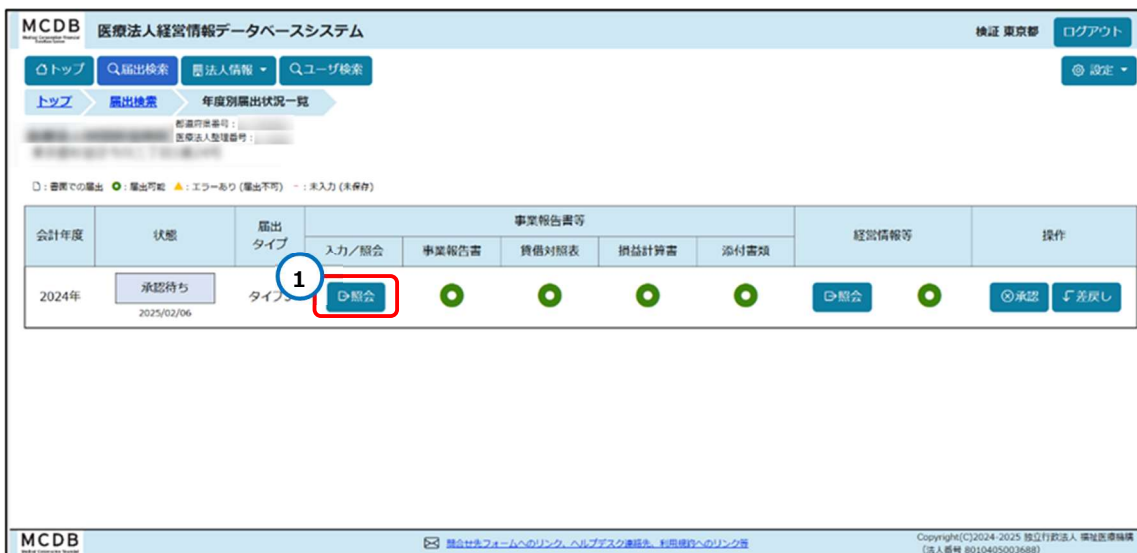 MCDB 医療法人経営情報データベースシステム 検証 東京都 ログアウト
トップ 届出検索 法人情報 ユーザ検索 設定
トップ 届出検索 年度別届出状況一覧
都道府県番号:
医療法人整理番号:
:書面での届出 :届出可能 :エラーあり (届出不可) -:未入力 (未保存)
会計年度 状態 届出タイプ 事業報告書等 経営情報等 操作
入力/照会 事業報告書 貸借対照表 損益計算書 添付書類
1
2024年 承認待ち タイプ 照会 照会 承認 差戻し
2025/02/06
MCDB 問合せ先フォームへのリンク、ヘルプデスク連絡先、利用規約へのリンク等 Copyright(C)2024-2025 独立行政法人 福祉医療機構
(法人番号 8010405003688)